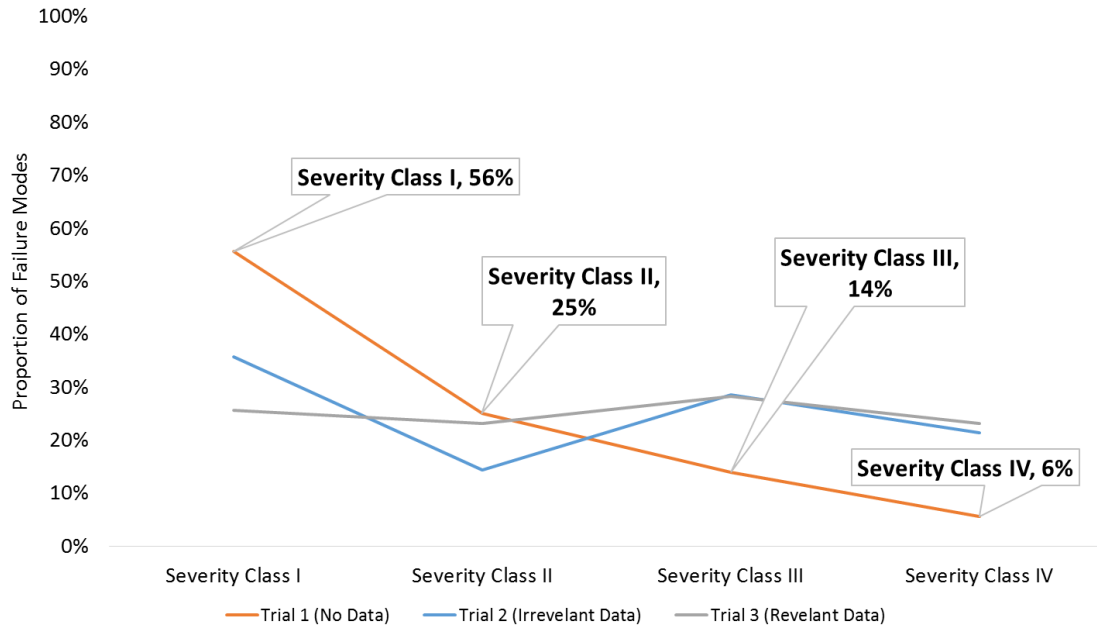 100%
90%
80%
70%
60%
50%
40%
30%
20%
10%
0%
Proportion of Failure Modes
Severity Class I, 56%
Severity Class II,
25%
Severity Class III,
14%
Severity Class IV, 6%
Severity Class I
Severity Class II
Severity Class III
Severity Class IV
Trial 1 (No Data)
Trial 2 (Irrevelant Data)
Trial 3 (Revelant Data)